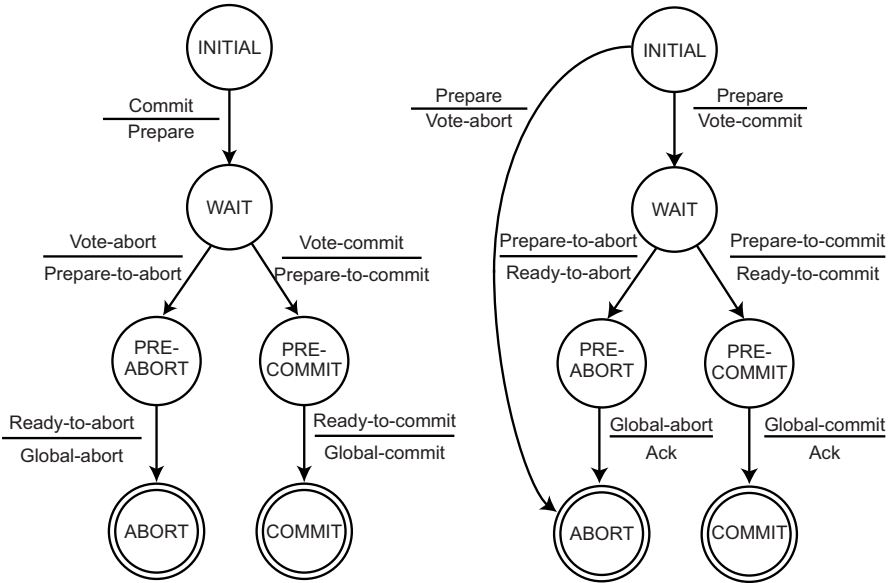 INITIAL
Commit
Prepare
WAIT
Vote-abort
Prepare-to-abort
Vote-commit
Prepare-to-commit
PRE-
ABORT
PRE-
COMMIT
Ready-to-abort
Global-abort
Ready-to-commit
Global-commit
ABORT
COMMIT
INITIAL
Prepare
Vote-abort
Prepare
Vote-commit
WAIT
Prepare-to-abort
Ready-to-abort
Prepare-to-commit
Ready-to-commit
PRE-
ABORT
PRE-
COMMIT
Global-abort
Ack
Global-commit
Ack
ABORT
COMMIT